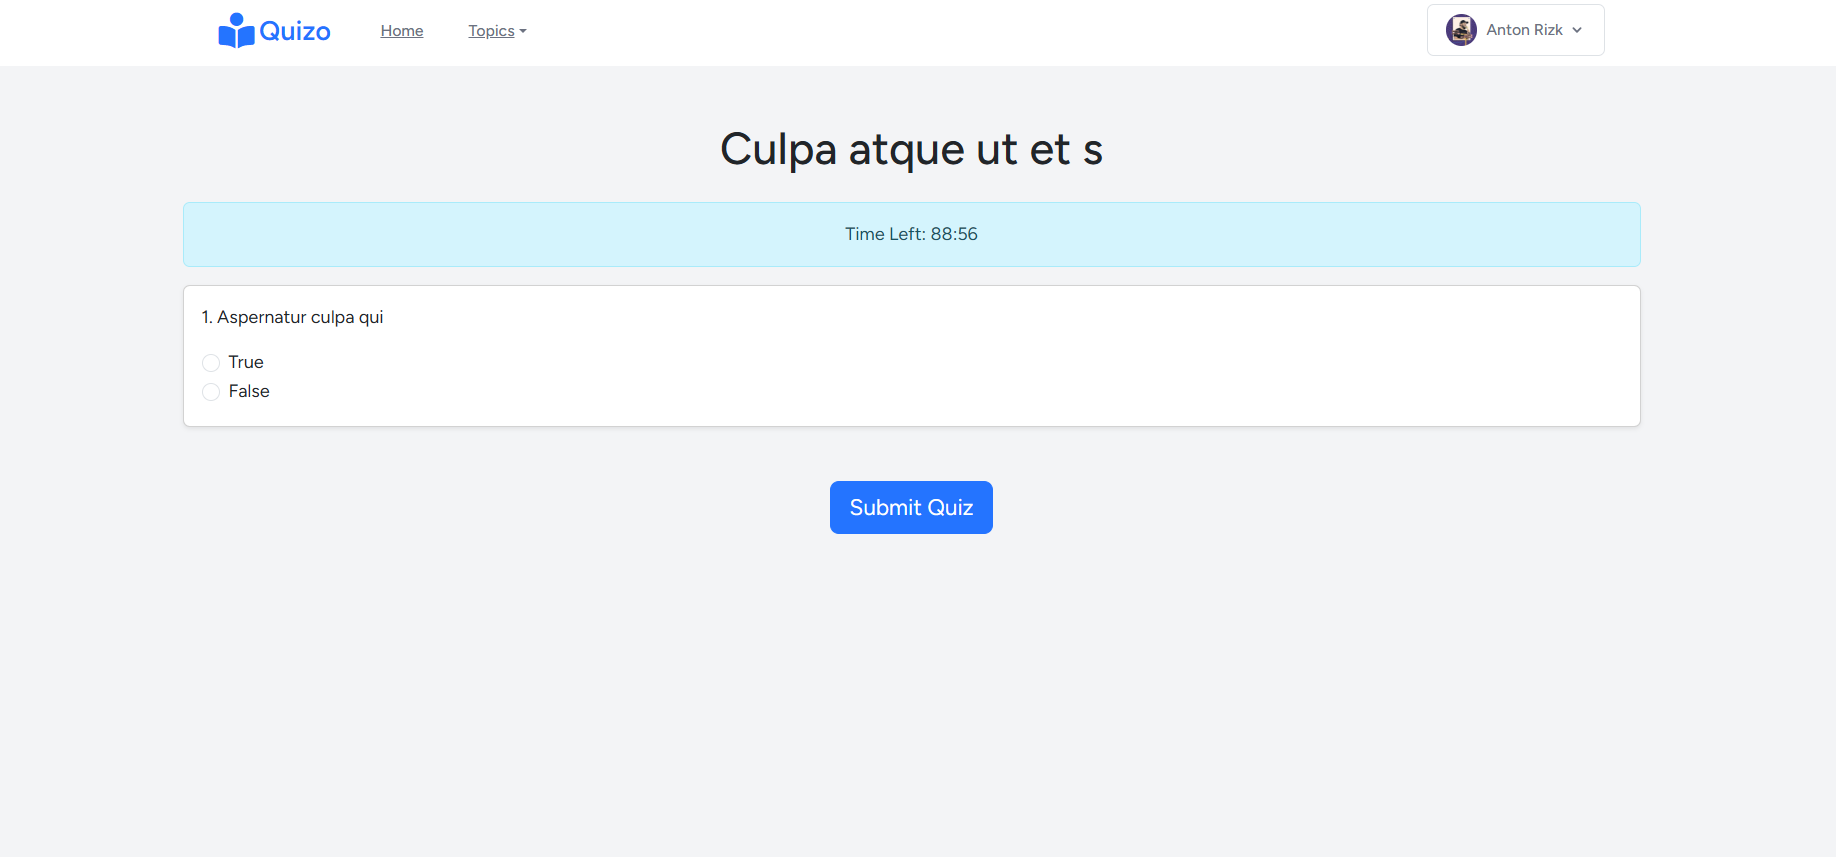 Quizo
Home
Topics
Anton Rizk
Culpa atque ut et s
Time Left: 88:56
1. Aspernatur culpa qui
True
False
Submit Quiz